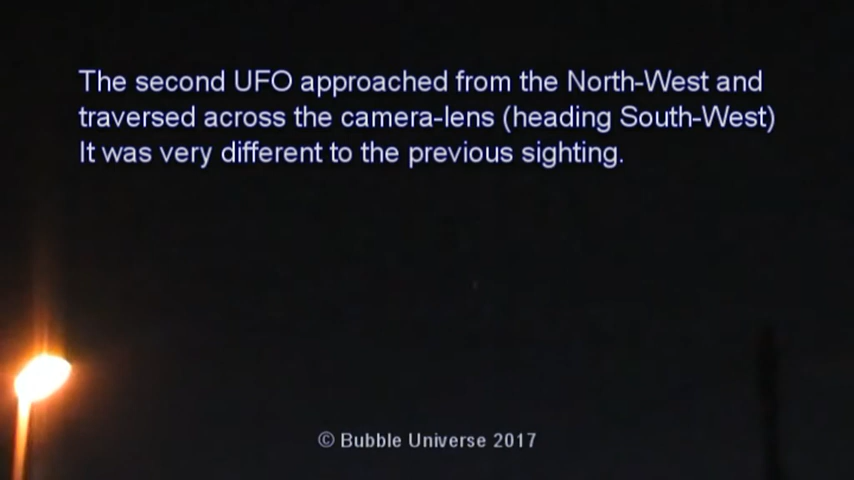 The second UFO approached from the North-West and
traversed across the camera-lens (heading South-West)
It was very different to the previous sighting.
© Bubble Universe 2017